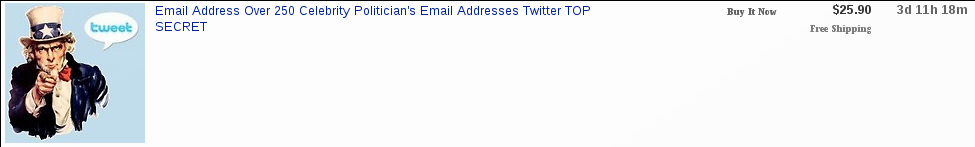 tweet
Email Address Over 250 Celebrity Politician's Email Addresses Twitter TOP
SECRET
Buy It Now
$25.90
Free Shipping
3d 11h 18m